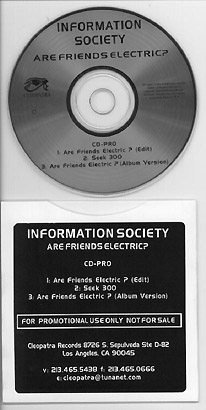 INFORMATION
SOCIETY
ARE FRIENDS ELECTRIC?
CD-PRO
1: Are Friends Electric ? (Edit)
2: Seek 300
3: Are Friends Electric ? (Album Version)
INFORMATION SOCIETY
ARE FRIENDS ELECTRIC?
CD-PRO
1: Are Friends Electric ? (Edit)
2: Seek 300
3: Are Friends Electric ? (Album Version)
FOR PROMOTIONAL USE ONLY NOT FOR SALE
Cleopatra Records 8726 S. Sepulveda Ste D-82
Los Angeles, CA 90045
v: 213.465.5438 f: 213.465.0666
e: cleopatra@tunanet.com